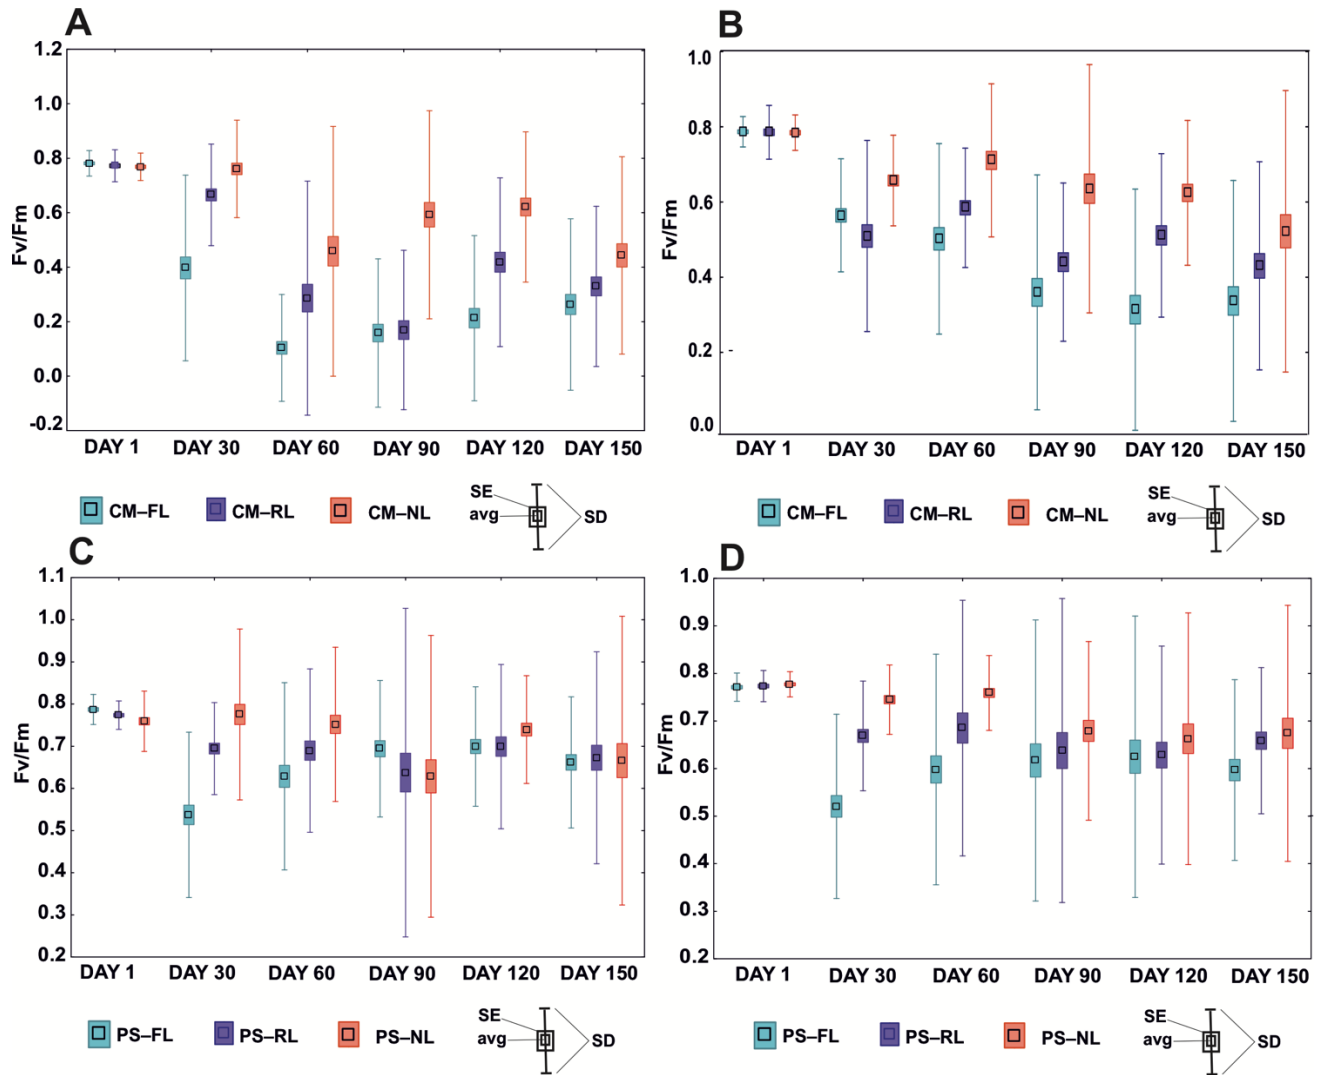 A
1.2
1.0
0.8
0.6
0.4
0.2
0.0
-0.2
Fv/Fm
DAY 1 DAY 30 DAY 60 DAY 90 DAY 120 DAY 150
CM–FL CM–RL CM–NL
SE
avg
SD
B
1.0
0.8
0.6
0.4
0.2
0.0
Fv/Fm
DAY 1 DAY 30 DAY 60 DAY 90 DAY 120 DAY 150
CM–FL CM–RL CM–NL
SE
avg
SD
C
1.1
1.0
0.9
0.8
0.7
0.6
0.5
0.4
0.3
0.2
Fv/Fm
DAY 1 DAY 30 DAY 60 DAY 90 DAY 120 DAY 150
PS–FL PS–RL PS–NL
SE
avg
SD
D
1.0
0.9
0.8
0.7
0.6
0.5
0.4
0.3
0.2
Fv/Fm
DAY 1 DAY 30 DAY 60 DAY 90 DAY 120 DAY 150
PS–FL PS–RL PS–NL
SE
avg
SD